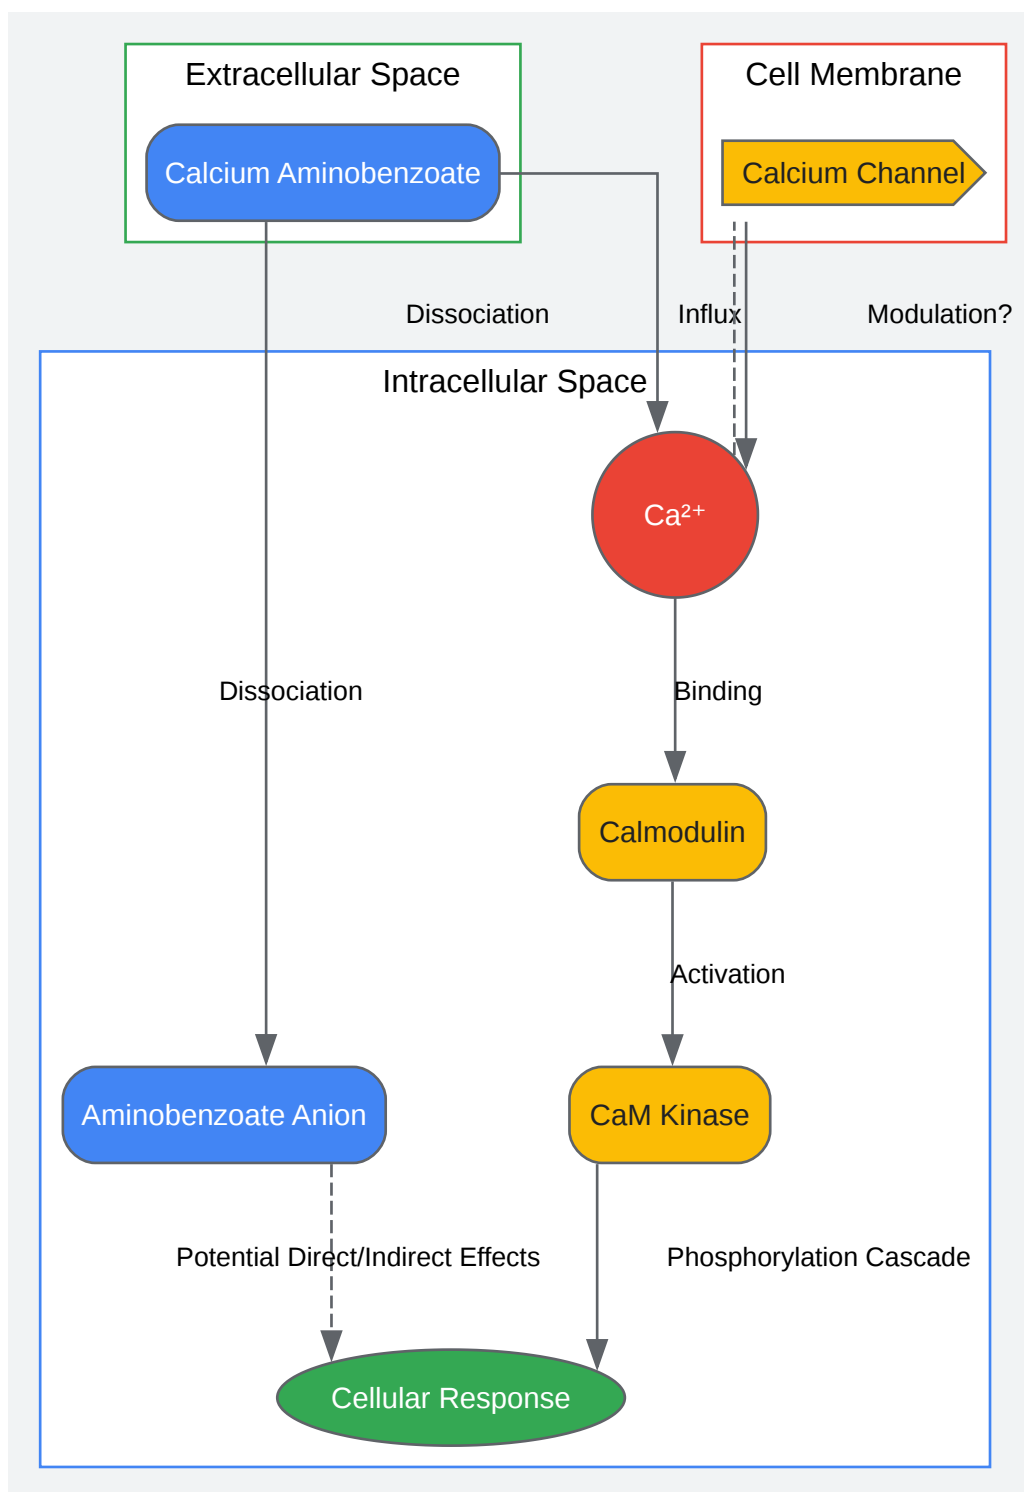 Extracellular Space
Cell Membrane
Calcium Aminobenzoate
Calcium Channel
Dissociation
Influx
Modulation?
Intracellular Space
Ca²⁺
Dissociation
Binding
Calmodulin
Activation
Aminobenzoate Anion
CaM Kinase
Potential Direct/Indirect Effects
Phosphorylation Cascade
Cellular Response